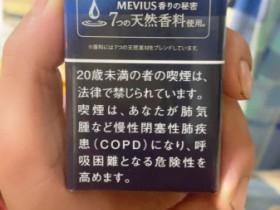 MEVIUS香りの秘密
7つの天然香料使用。
20歳未満の者の喫煙は、
法律で禁じられています。
喫煙は、あなたが肺気
腫など慢性閉塞性肺疾
患（COPD）になり、呼
吸困難となる危険性を
高めます。